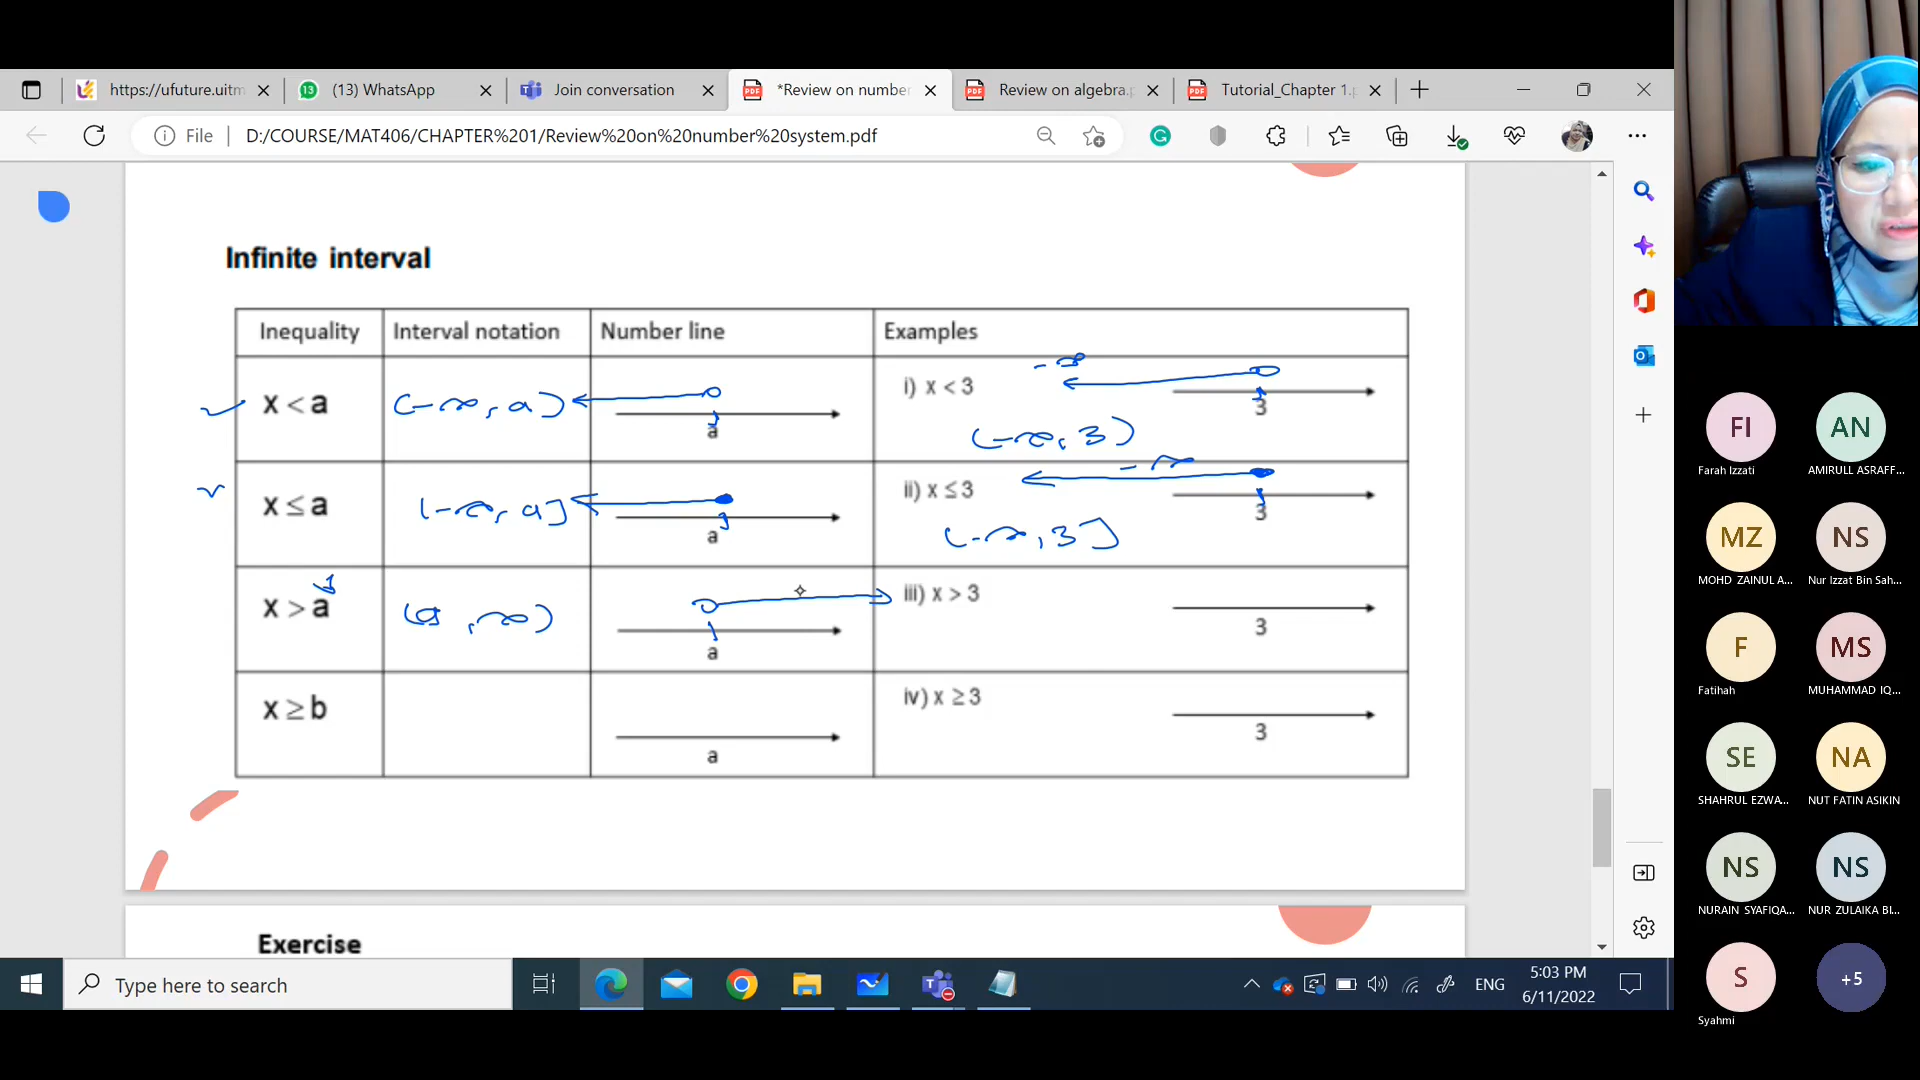 https://ufuture.uitm
(13) WhatsApp
Join conversation
*Review on number
Review on algebra.p
Tutorial_Chapter 1.p
File
D:/COURSE/MAT406/CHAPTER%201/Review%20on%20number%20system.pdf
Infinite interval
Inequality Interval notation Number line Examples
x < a (-∞, a) a i) x < 3 -∞ 3
(-∞, 3)
x ≤ a (-∞, a] a ii) x ≤ 3 -∞ 3
(-∞, 3]
x > a (a, ∞) a iii) x > 3 3
x ≥ b a iv) x ≥ 3 3
Exercise
FI
Farah Izzati
AN
AMIRULL ASRAFF...
MZ
MOHD ZAINUL A...
NS
Nur Izzat Bin Sah...
F
Fatihah
MS
MUHAMMAD IQ...
SE
SHAHRUL EZWA...
NA
NUT FATIN ASIKIN
NS
NURAIN SYAFIQA...
NS
NUR ZULAIKA BI...
S
Syahmi
+5
Type here to search
ENG
5:03 PM
6/11/2022